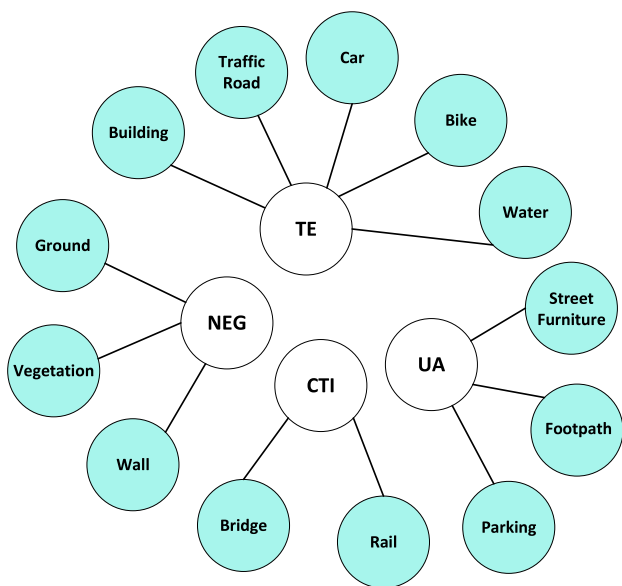 Traffic
Road
Car
Building
Bike
Water
TE
Ground
NEG
Street
Furniture
Vegetation
CTI
UA
Footpath
Wall
Bridge
Rail
Parking